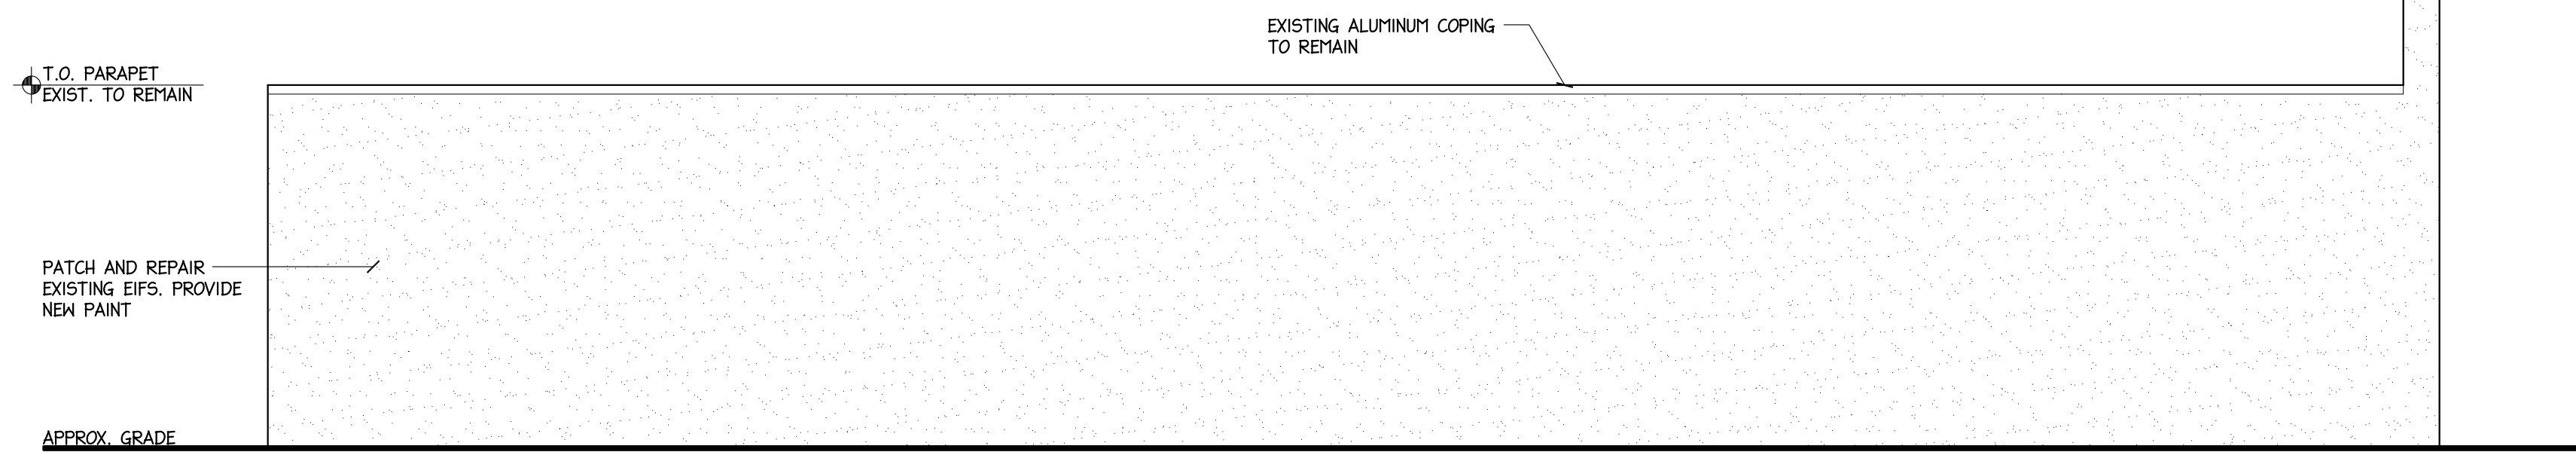 EXISTING ALUMINUM COPING
TO REMAIN
T.O. PARAPET
EXIST. TO REMAIN
PATCH AND REPAIR
EXISTING EIFS. PROVIDE
NEW PAINT
APPROX. GRADE